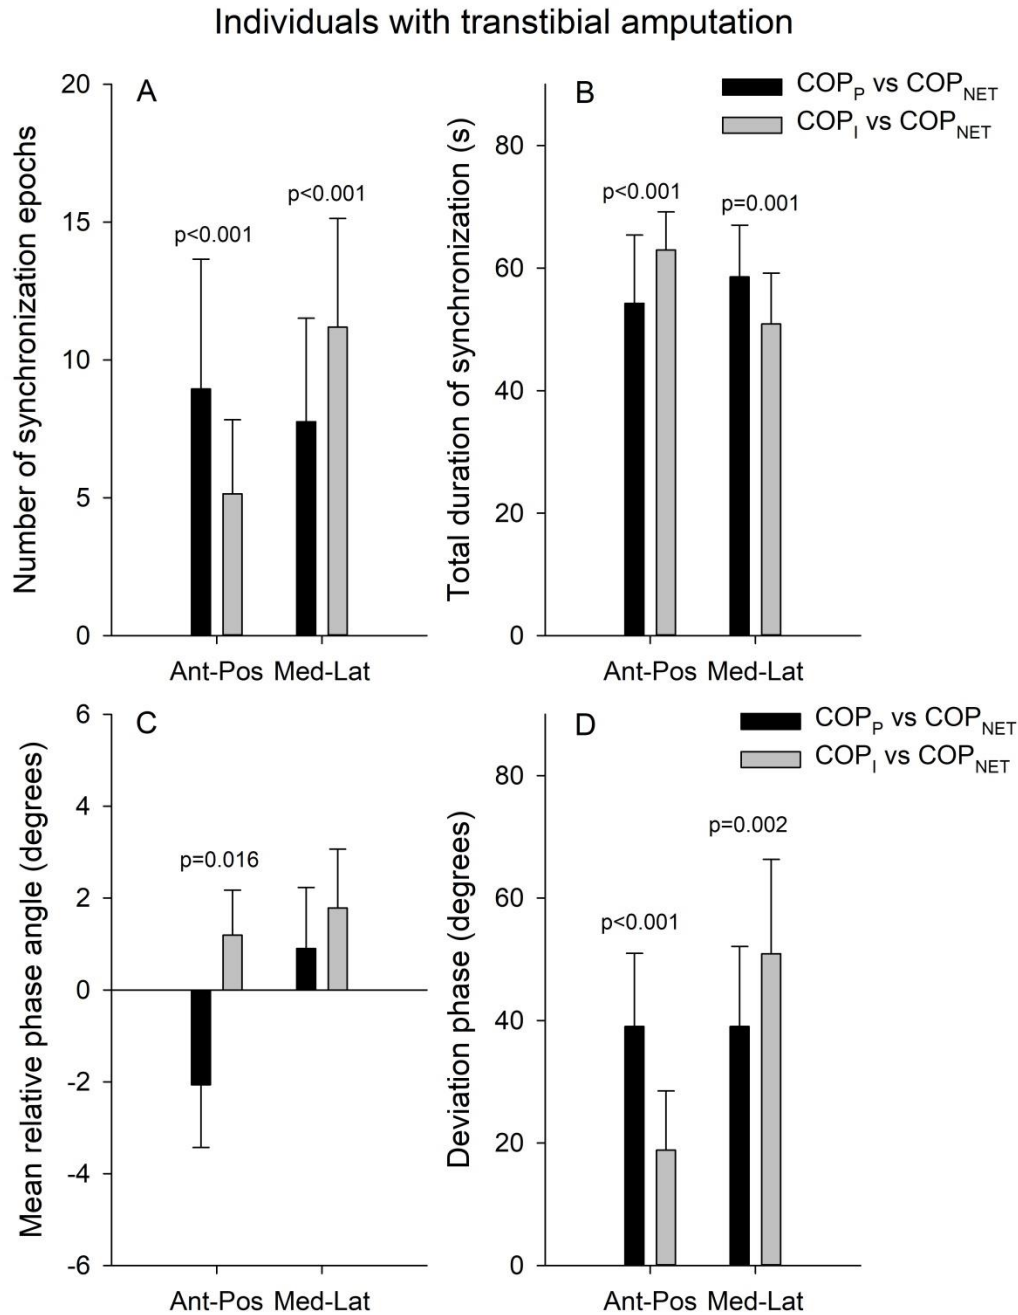 Individuals with transtibial amputation
A
Number of synchronization epochs
20
15
10
5
0
p<0.001
p<0.001
Ant-Pos Med-Lat
B
COP_P vs COP_NET
COP_I vs COP_NET
Total duration of synchronization (s)
80
60
40
20
0
p<0.001
p=0.001
Ant-Pos Med-Lat
C
Mean relative phase angle (degrees)
6
4
2
0
-2
-4
-6
p=0.016
Ant-Pos Med-Lat
D
COP_P vs COP_NET
COP_I vs COP_NET
Deviation phase (degrees)
80
60
40
20
0
p<0.001
p=0.002
Ant-Pos Med-Lat